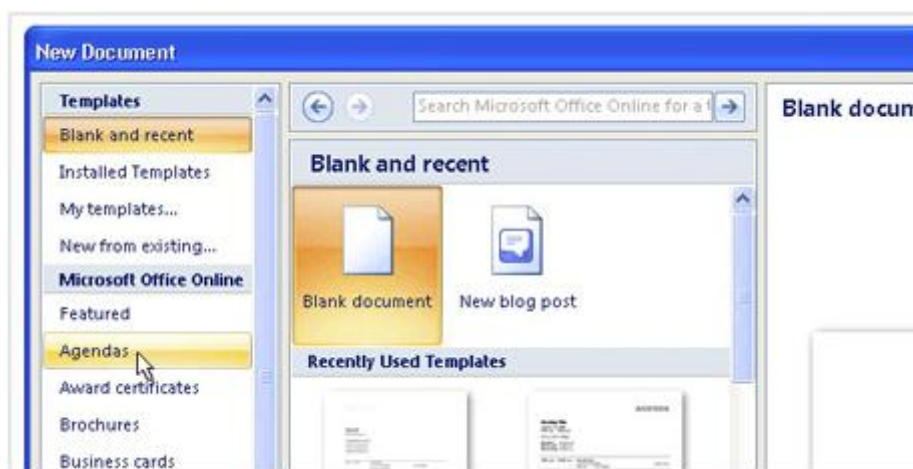 New Document
Templates
Blank and recent
Installed Templates
My templates...
New from existing...
Microsoft Office Online
Featured
Agendas
Award certificates
Brochures
Business cards
Search Microsoft Office Online for a t
Blank and recent
Blank document
New blog post
Recently Used Templates
Blank docum